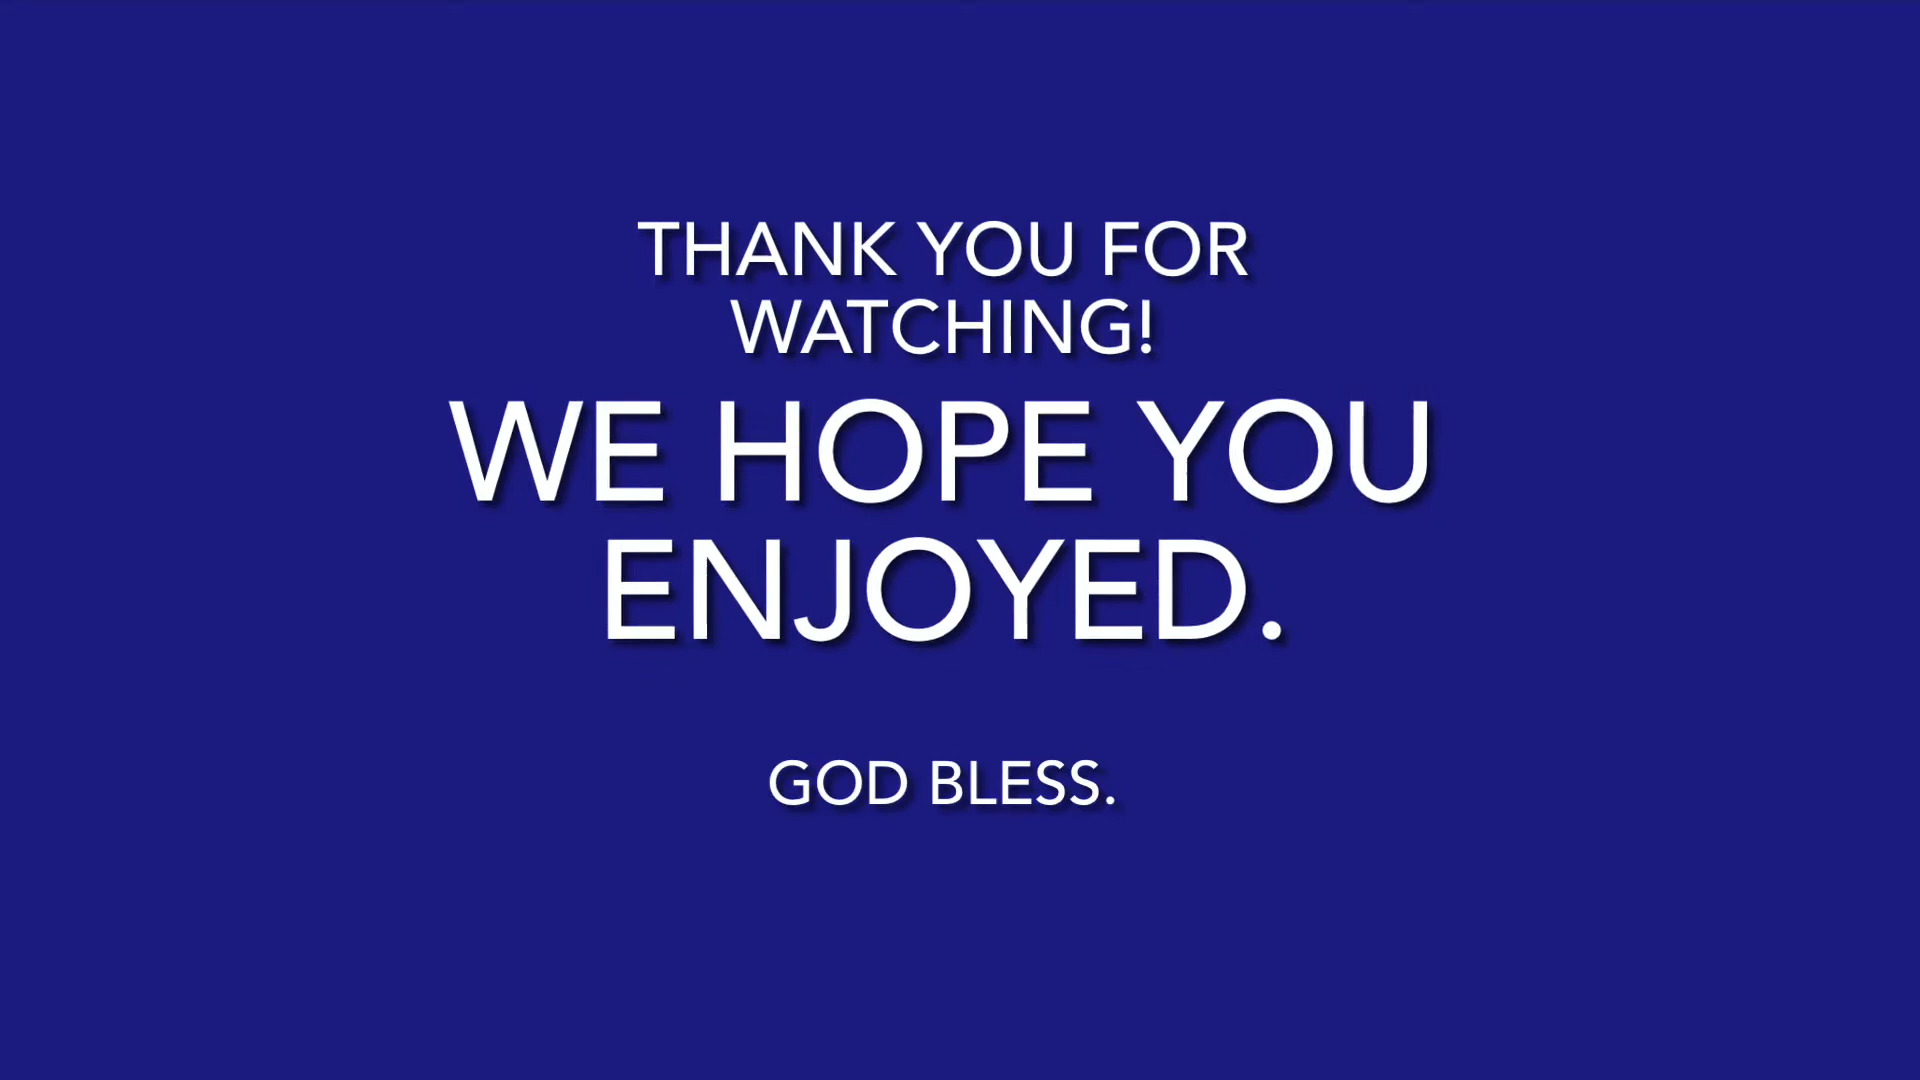 THANK YOU FOR
WATCHING!
WE HOPE YOU
ENJOYED.
GOD BLESS.